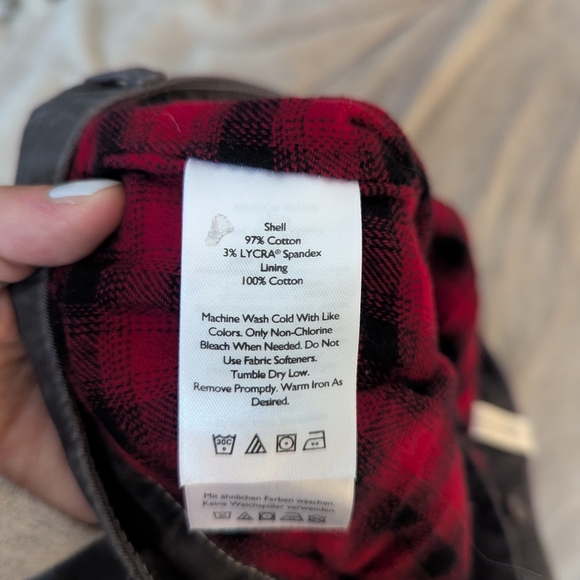 Shell
97% Cotton
3% LYCRA® Spandex
Lining
100% Cotton
Machine Wash Cold With Like
Colors. Only Non-Chlorine
Bleach When Needed. Do Not
Use Fabric Softeners.
Tumble Dry Low.
Remove Promptly. Warm Iron As
Desired.
30C
Mit ähnlichen Farben waschen.
Keine Weichspüler verwenden.